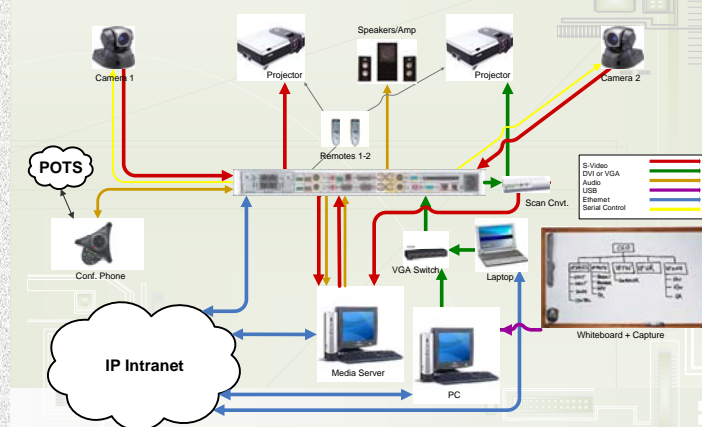 Speakers/Amp
Camera 1
Projector
Projector
Camera 2
Remotes 1-2
POTS
S-Video
DVI or VGA
Audio
USB
Ethernet
Serial Control
Scan Cnvt.
Conf. Phone
VGA Switch
Laptop
Whiteboard + Capture
IP Intranet
Media Server
PC